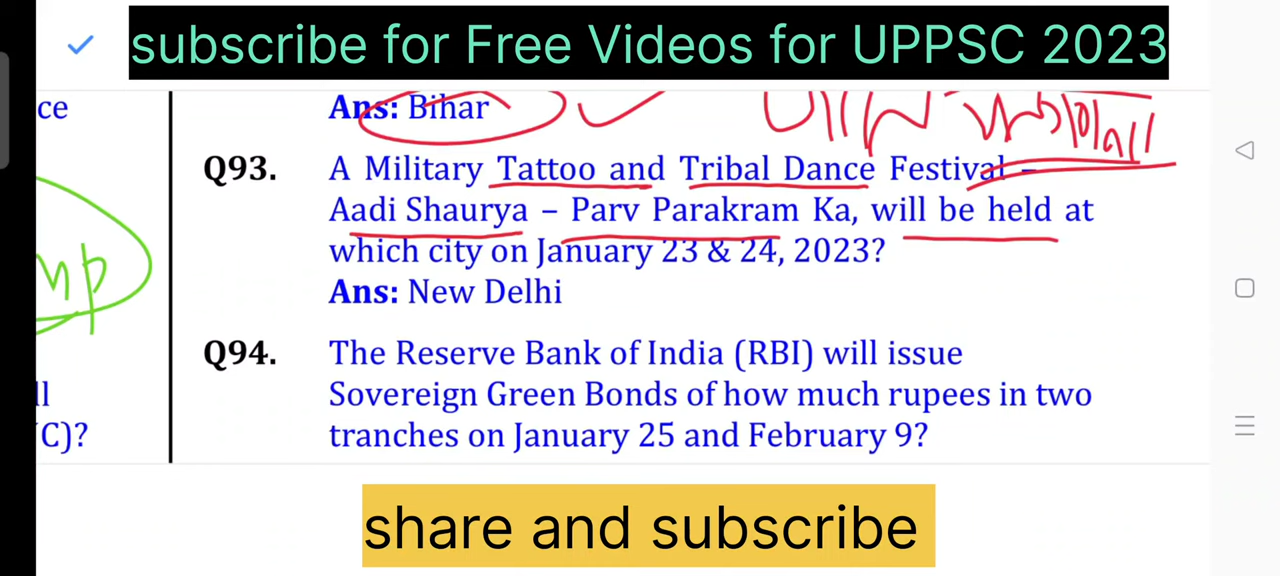 subscribe for Free Videos for UPPSC 2023
ce
Ans: Bihar
Q93. A Military Tattoo and Tribal Dance Festival –
Aadi Shaurya – Parv Parakram Ka, will be held at
which city on January 23 & 24, 2023?
Ans: New Delhi
mp
Q94. The Reserve Bank of India (RBI) will issue
Sovereign Green Bonds of how much rupees in two
tranches on January 25 and February 9?
ll
C)?
share and subscribe